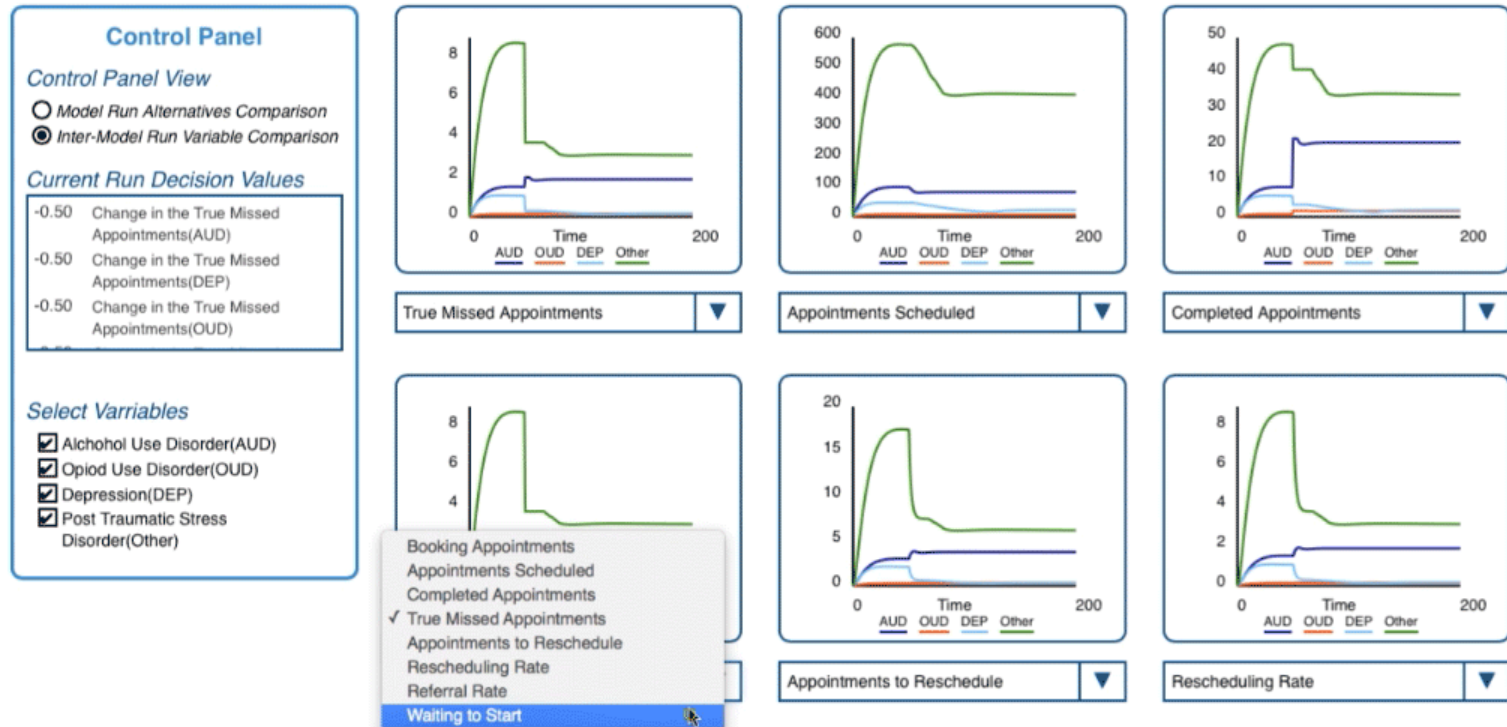 Control Panel
Control Panel View
Model Run Alternatives Comparison
Inter-Model Run Variable Comparison
Current Run Decision Values
-0.50 Change in the True Missed
Appointments(AUD)
-0.50 Change in the True Missed
Appointments(DEP)
-0.50 Change in the True Missed
Appointments(OUD)
Select Varriables
Alchohol Use Disorder(AUD)
Opiod Use Disorder(OUD)
Depression(DEP)
Post Traumatic Stress
Disorder(Other)
8
6
4
2
0
0 Time 200
AUD OUD DEP Other
True Missed Appointments
600
500
400
300
200
100
0
0 Time 200
AUD OUD DEP Other
Appointments Scheduled
50
40
30
20
10
0
0 Time 200
AUD OUD DEP Other
Completed Appointments
8
6
4
Booking Appointments
Appointments Scheduled
Completed Appointments
✓ True Missed Appointments
Appointments to Reschedule
Rescheduling Rate
Referral Rate
Waiting to Start
20
15
10
5
0
0 Time 200
AUD OUD DEP Other
Appointments to Reschedule
8
6
4
2
0
0 Time 200
AUD OUD DEP Other
Rescheduling Rate